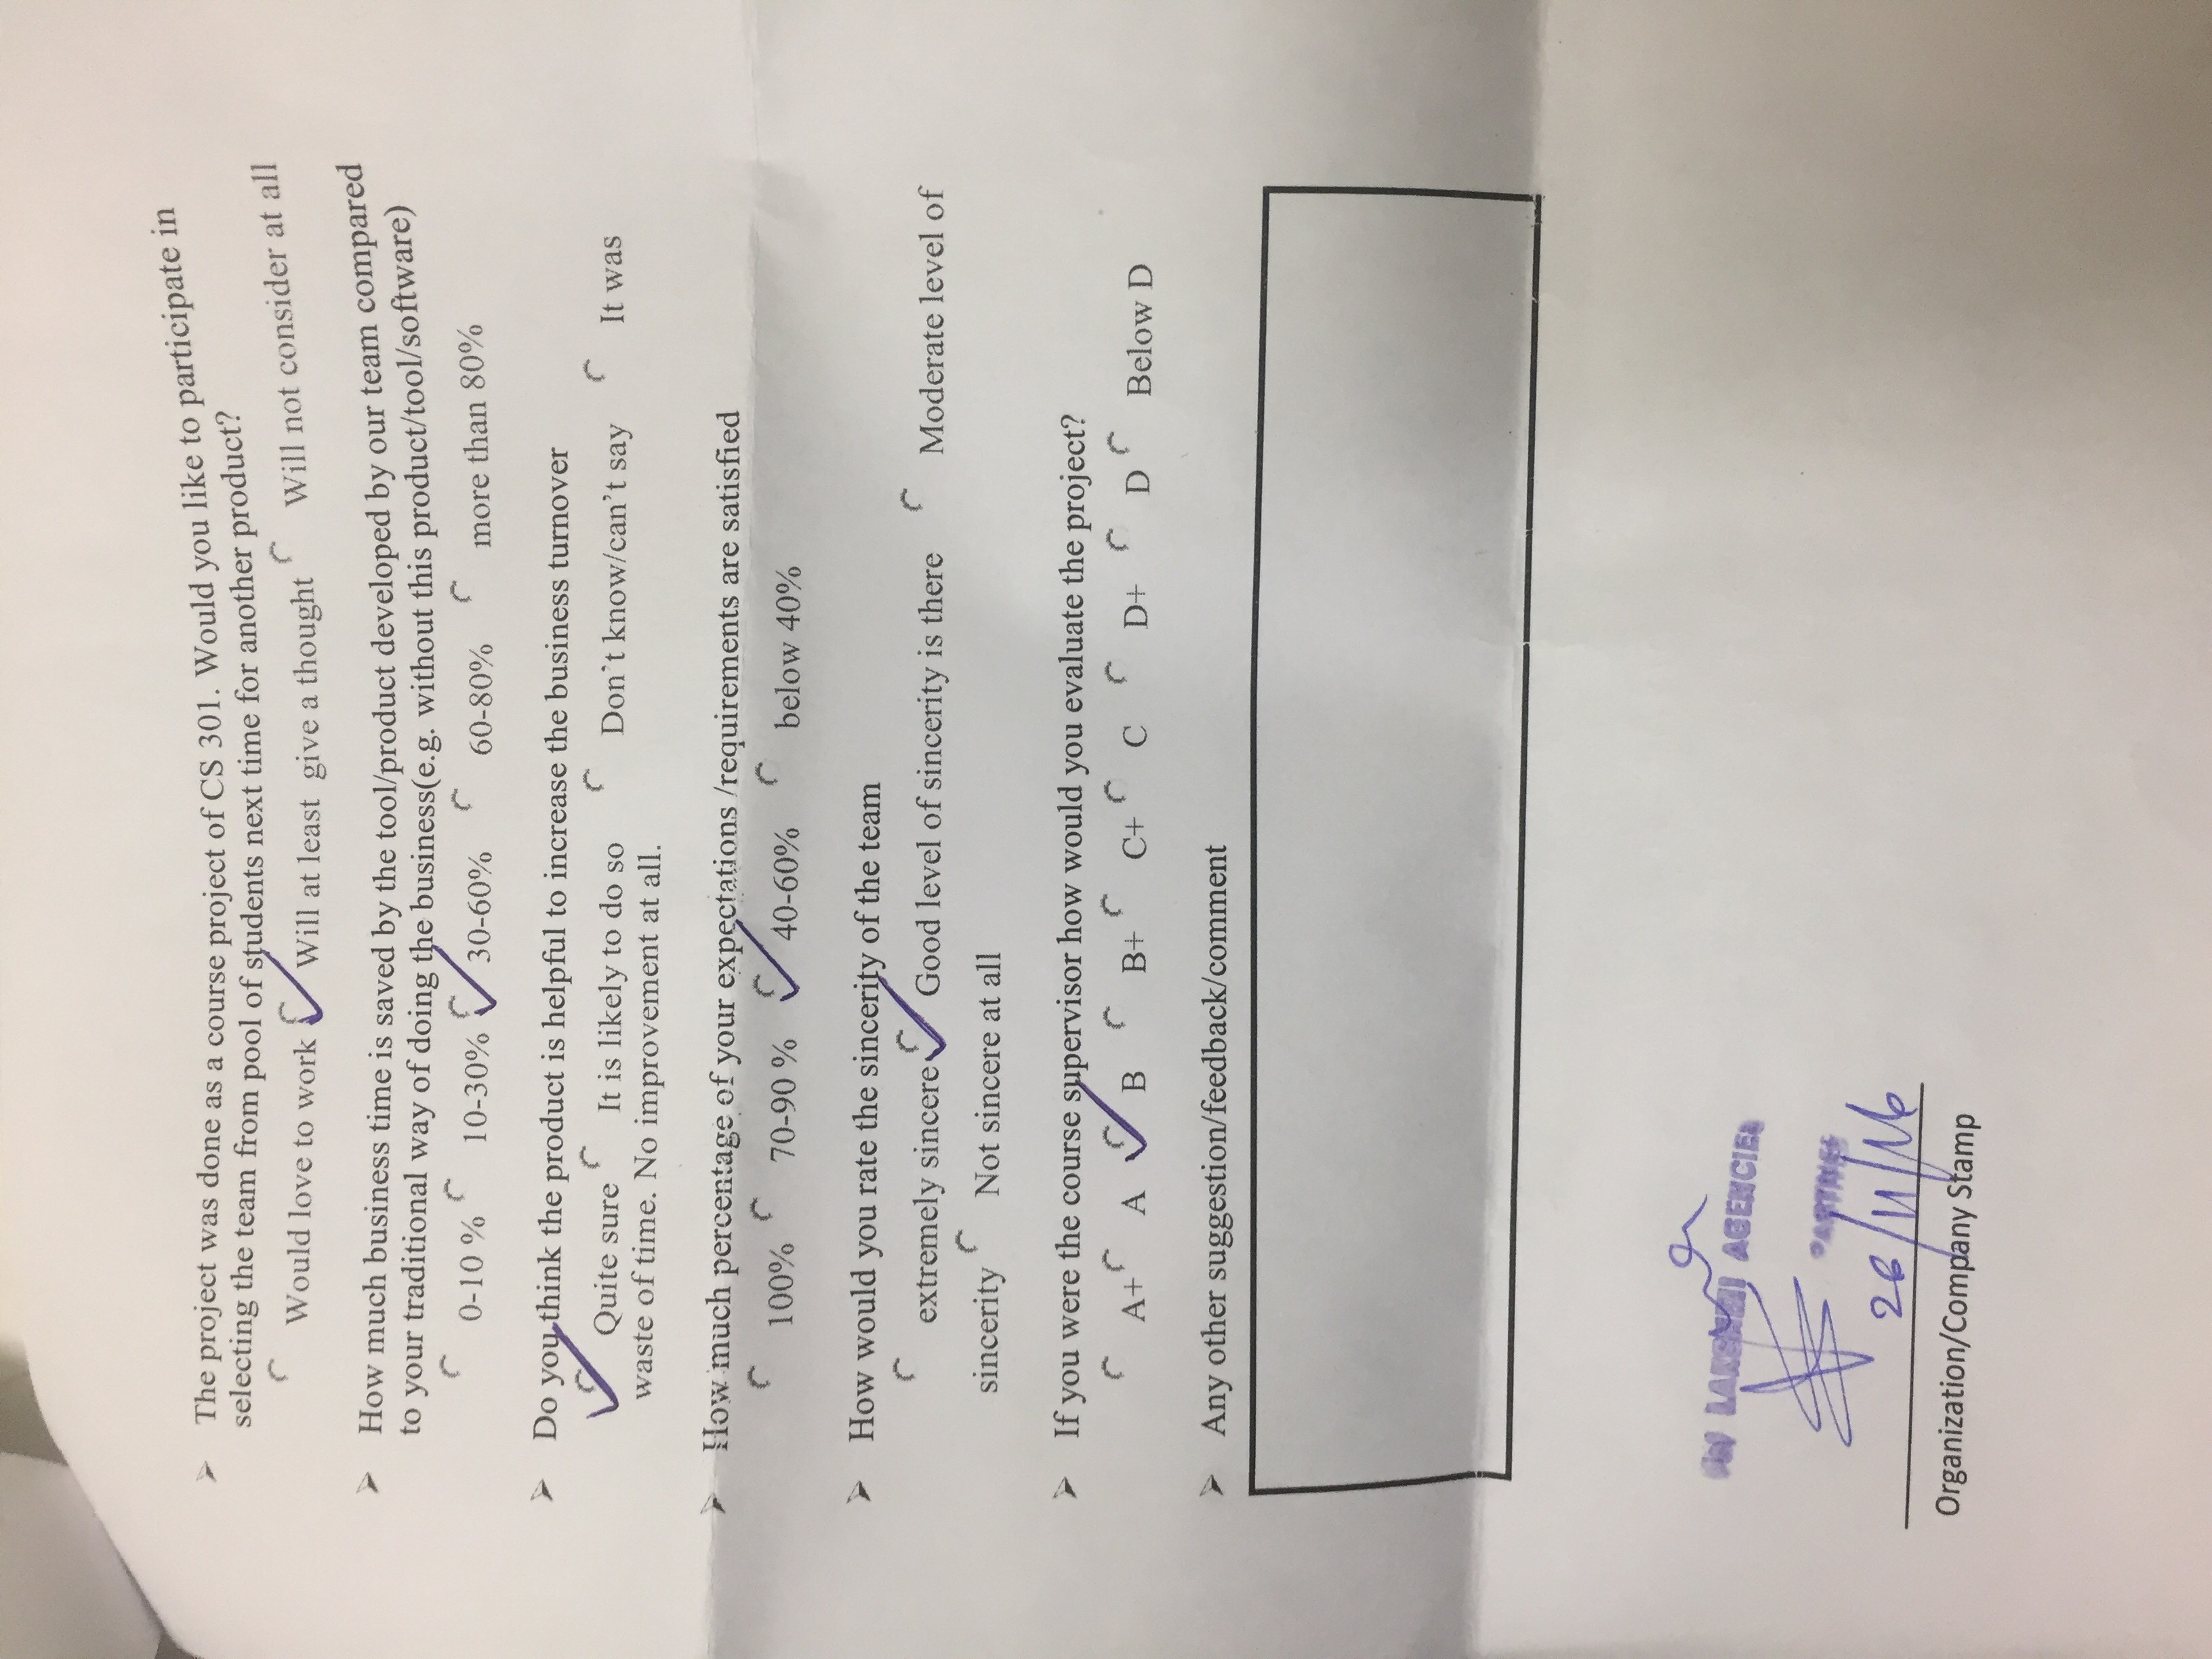 ➢ The project was done as a course project of CS 301. Would you like to participate in
selecting the team from pool of students next time for another product?
Would love to work ✓ Will at least give a thought Will not consider at all
➢ How much business time is saved by the tool/product developed by our team compared
to your traditional way of doing the business(e.g. without this product/tool/software)
0-10 % 10-30% ✓ 30-60% 60-80% more than 80%
➢ Do you think the product is helpful to increase the business turnover
✓ Quite sure It is likely to do so Don't know/can't say It was
waste of time. No improvement at all.
➢ How much percentage of your expectations /requirements are satisfied
100% 70-90 % ✓ 40-60% below 40%
➢ How would you rate the sincerity of the team
extremely sincere ✓ Good level of sincerity is there Moderate level of
sincerity Not sincere at all
➢ If you were the course supervisor how would you evaluate the project?
A+ A ✓ B B+ C+ C D+ D Below D
➢ Any other suggestion/feedback/comment
LAKSHMI AGENCIES
PARTNER
26/11/16
Organization/Company Stamp